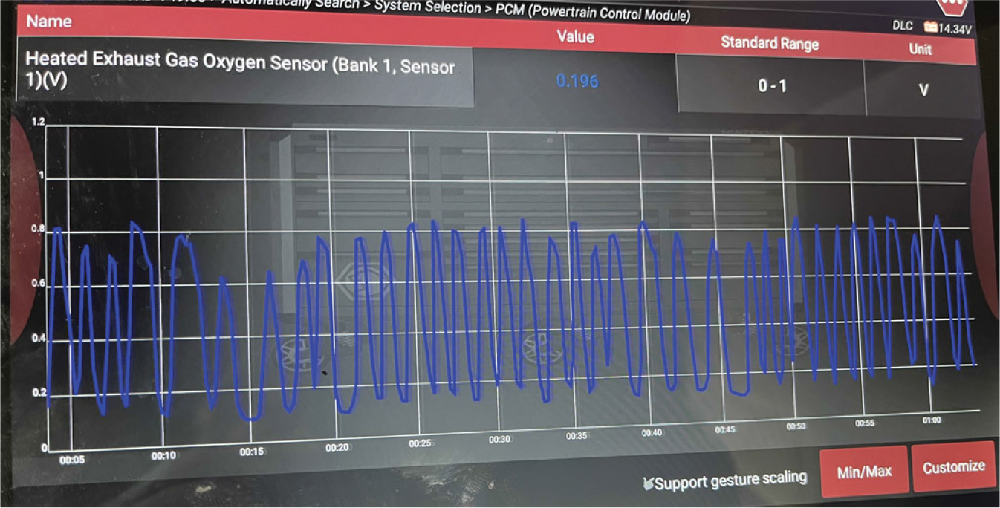 Automatically Search > System Selection > PCM (Powertrain Control Module)
DLC 14.34V
Name Value Standard Range Unit
Heated Exhaust Gas Oxygen Sensor (Bank 1, Sensor
1)(V)
0.196 0 - 1 V
1.2
1
0.8
0.6
0.4
0.2
0
00:05 00:10 00:15 00:20 00:25 00:30 00:35 00:40 00:45 00:50 00:55 01:00
Support gesture scaling
Min/Max
Customize